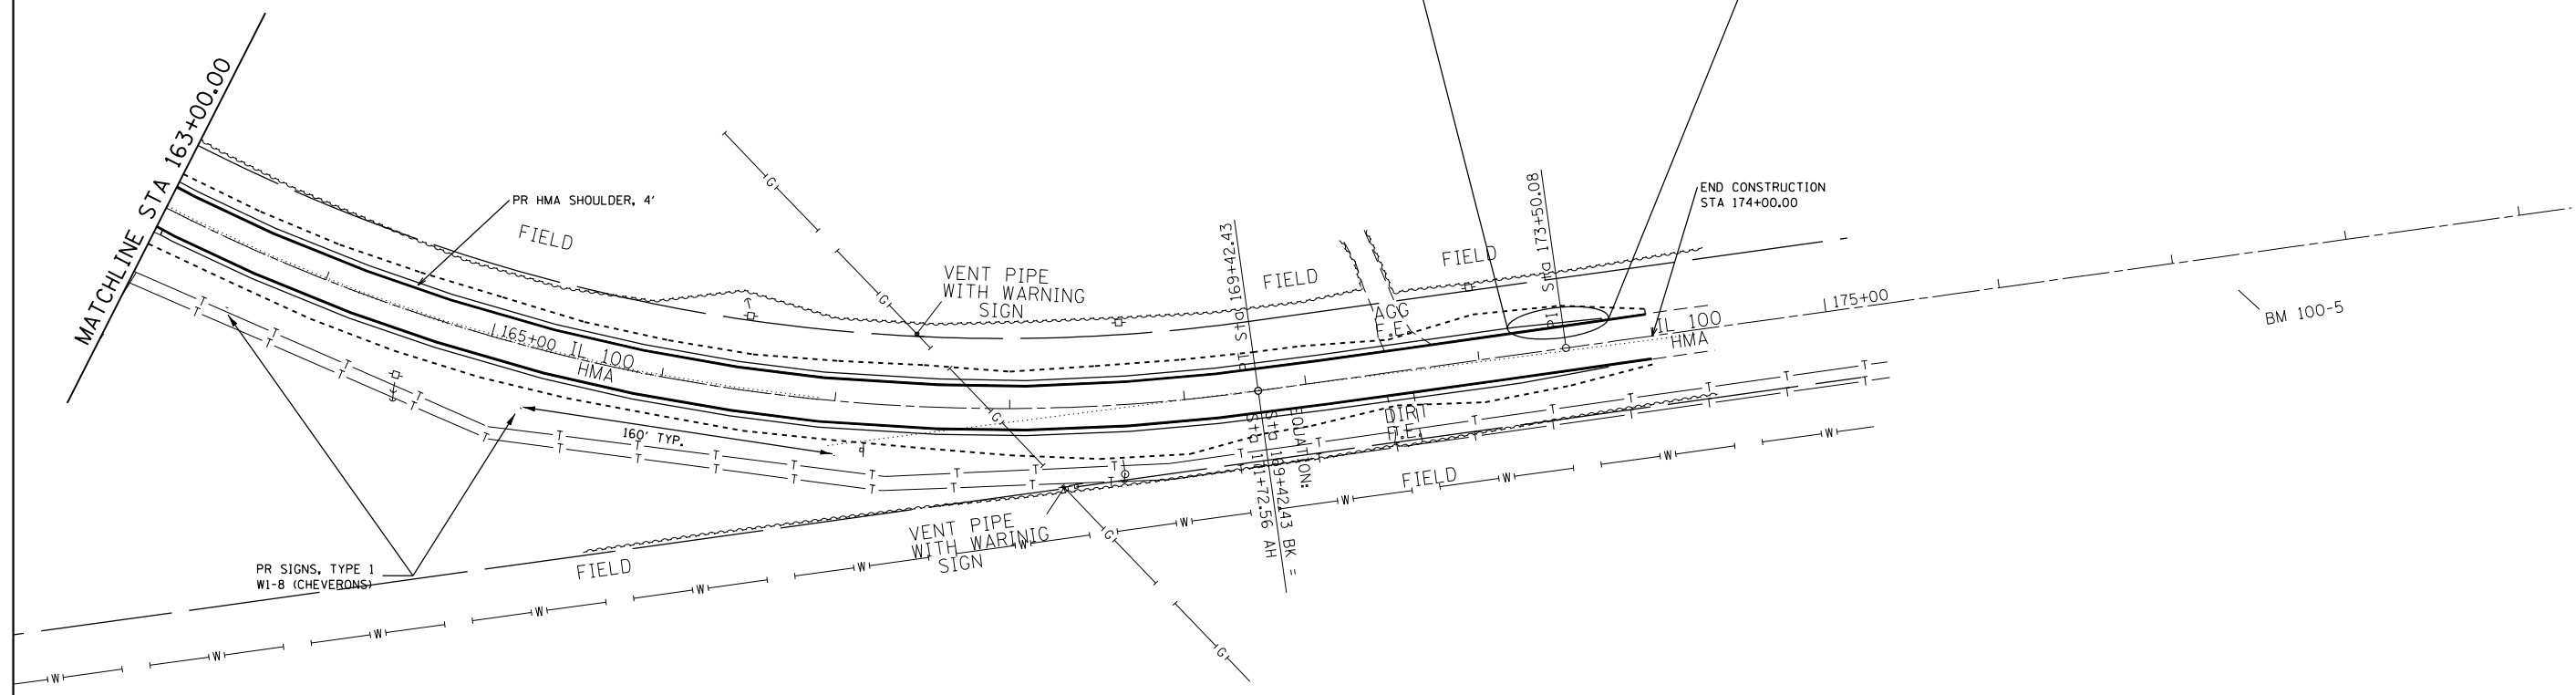 MATCHLINE STA 163+00.00
PR HMA SHOULDER, 4'
FIELD
G
G
VENT PIPE
WITH WARNING
SIGN
PT Sta 169+42.43
FIELD
AGG
F.E.
FIELD
PI Sta 173+50.08
END CONSTRUCTION
STA 174+00.00
IL 100
HMA
175+00
BM 100-5
165+00 IL 100
HMA
160' TYP.
G
T T T T T T T T T T T T T T T T T
T T T T T T T T T T T T T T T T T
DIRT
F.E.
EQUATION:
Sta 169+42.43 BK =
Sta 171+72.56 AH
FIELD
VENT PIPE
WITH WARINIG
SIGN
G
G
FIELD
PR SIGNS, TYPE 1
W1-8 (CHEVERONS)
W W W W W W W W W W W W